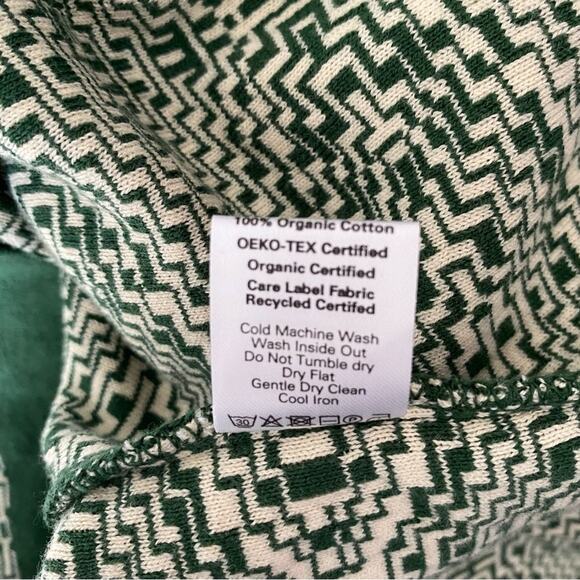 100% Organic Cotton
OEKO-TEX Certified
Organic Certified
Care Label Fabric
Recycled Certifed
Cold Machine Wash
Wash Inside Out
Do Not Tumble dry
Dry Flat
Gentle Dry Clean
Cool Iron
30
P